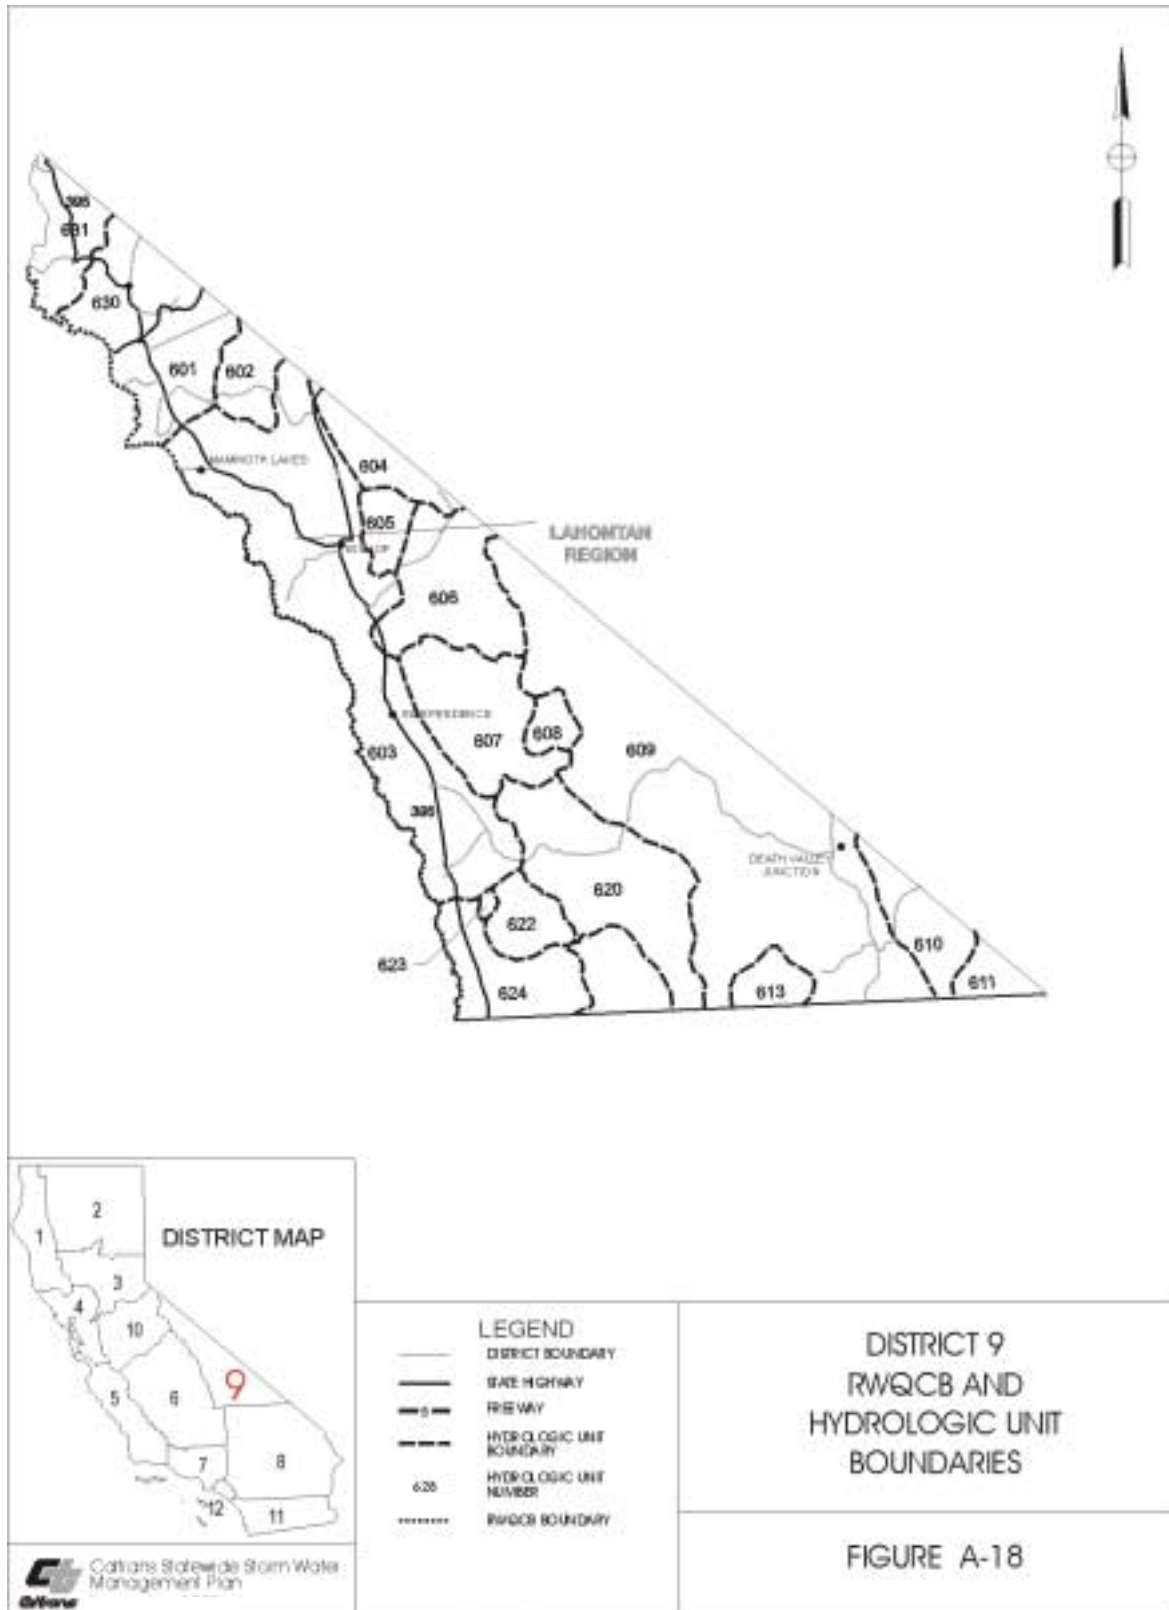 395
631
630
601
602
MAMMOTH LAKES
604
605
LAHONTAN
REGION
606
INDEPENDENCE
607
608
609
603
395
DEATH VALLEY
JUNCTION
620
622
610
623
624
613
611
DISTRICT MAP
1
2
3
4
10
5
6
9
7
8
12
11
LEGEND
DISTRICT BOUNDARY
STATE HIGHWAY
FREEWAY
HYDROLOGIC UNIT
BOUNDARY
628
HYDROLOGIC UNIT
NUMBER
RWQCB BOUNDARY
DISTRICT 9
RWQCB AND
HYDROLOGIC UNIT
BOUNDARIES
FIGURE A-18
Caltrans Statewide Storm Water
Management Plan
Caltrans